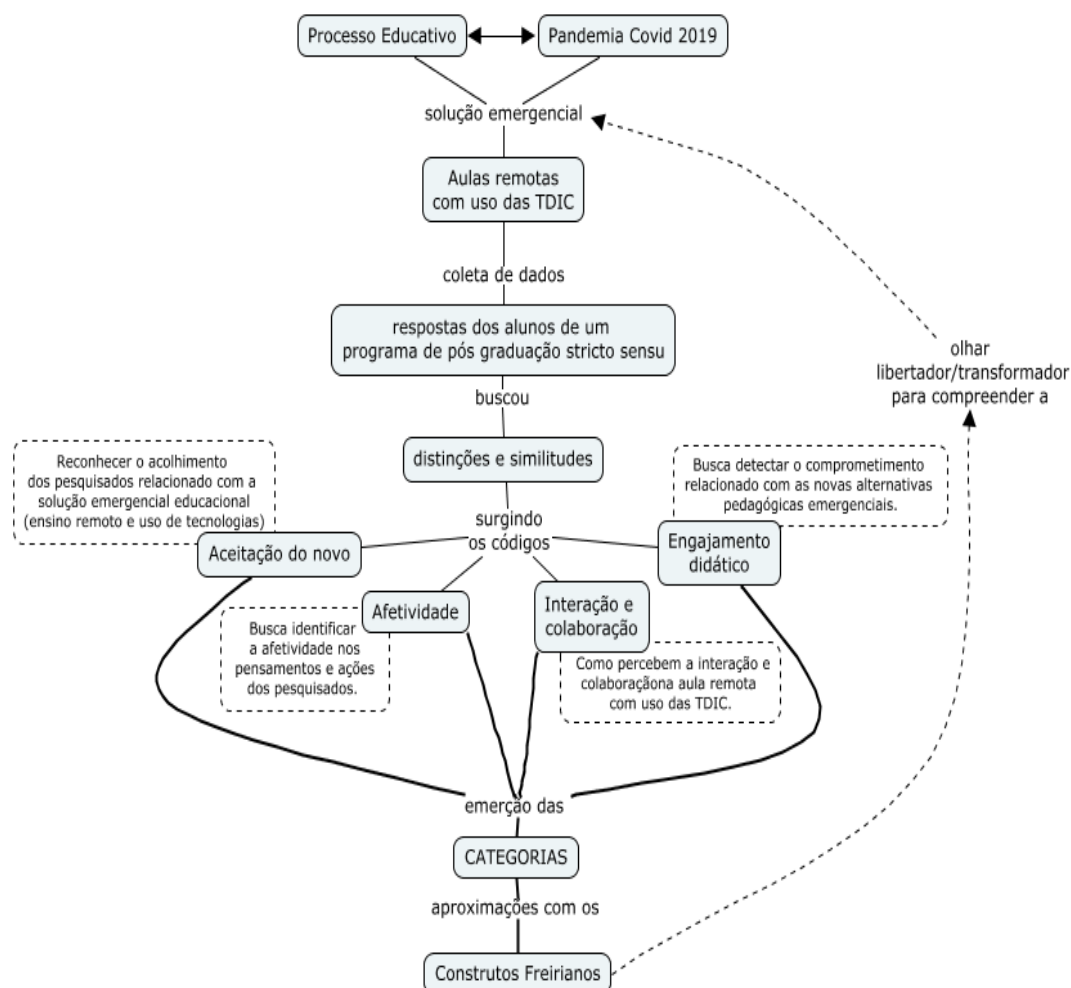 Processo Educativo
Pandemia Covid 2019
solução emergencial
Aulas remotas
com uso das TDIC
coleta de dados
respostas dos alunos de um
programa de pós graduação stricto sensu
olhar
libertador/transformador
para compreender a
buscou
distinções e similitudes
Reconhecer o acolhimento
dos pesquisados relacionado com a
solução emergencial educacional
(ensino remoto e uso de tecnologias)
Busca detectar o comprometimento
relacionado com as novas alternativas
pedagógicas emergenciais.
surgindo
os códigos
Aceitação do novo
Engajamento
didático
Afetividade
Interação e
colaboração
Busca identificar
a afetividade nos
pensamentos e ações
dos pesquisados.
Como percebem a interação e
colaboraçãona aula remota
com uso das TDIC.
emerção das
CATEGORIAS
aproximações com os
Construtos Freirianos